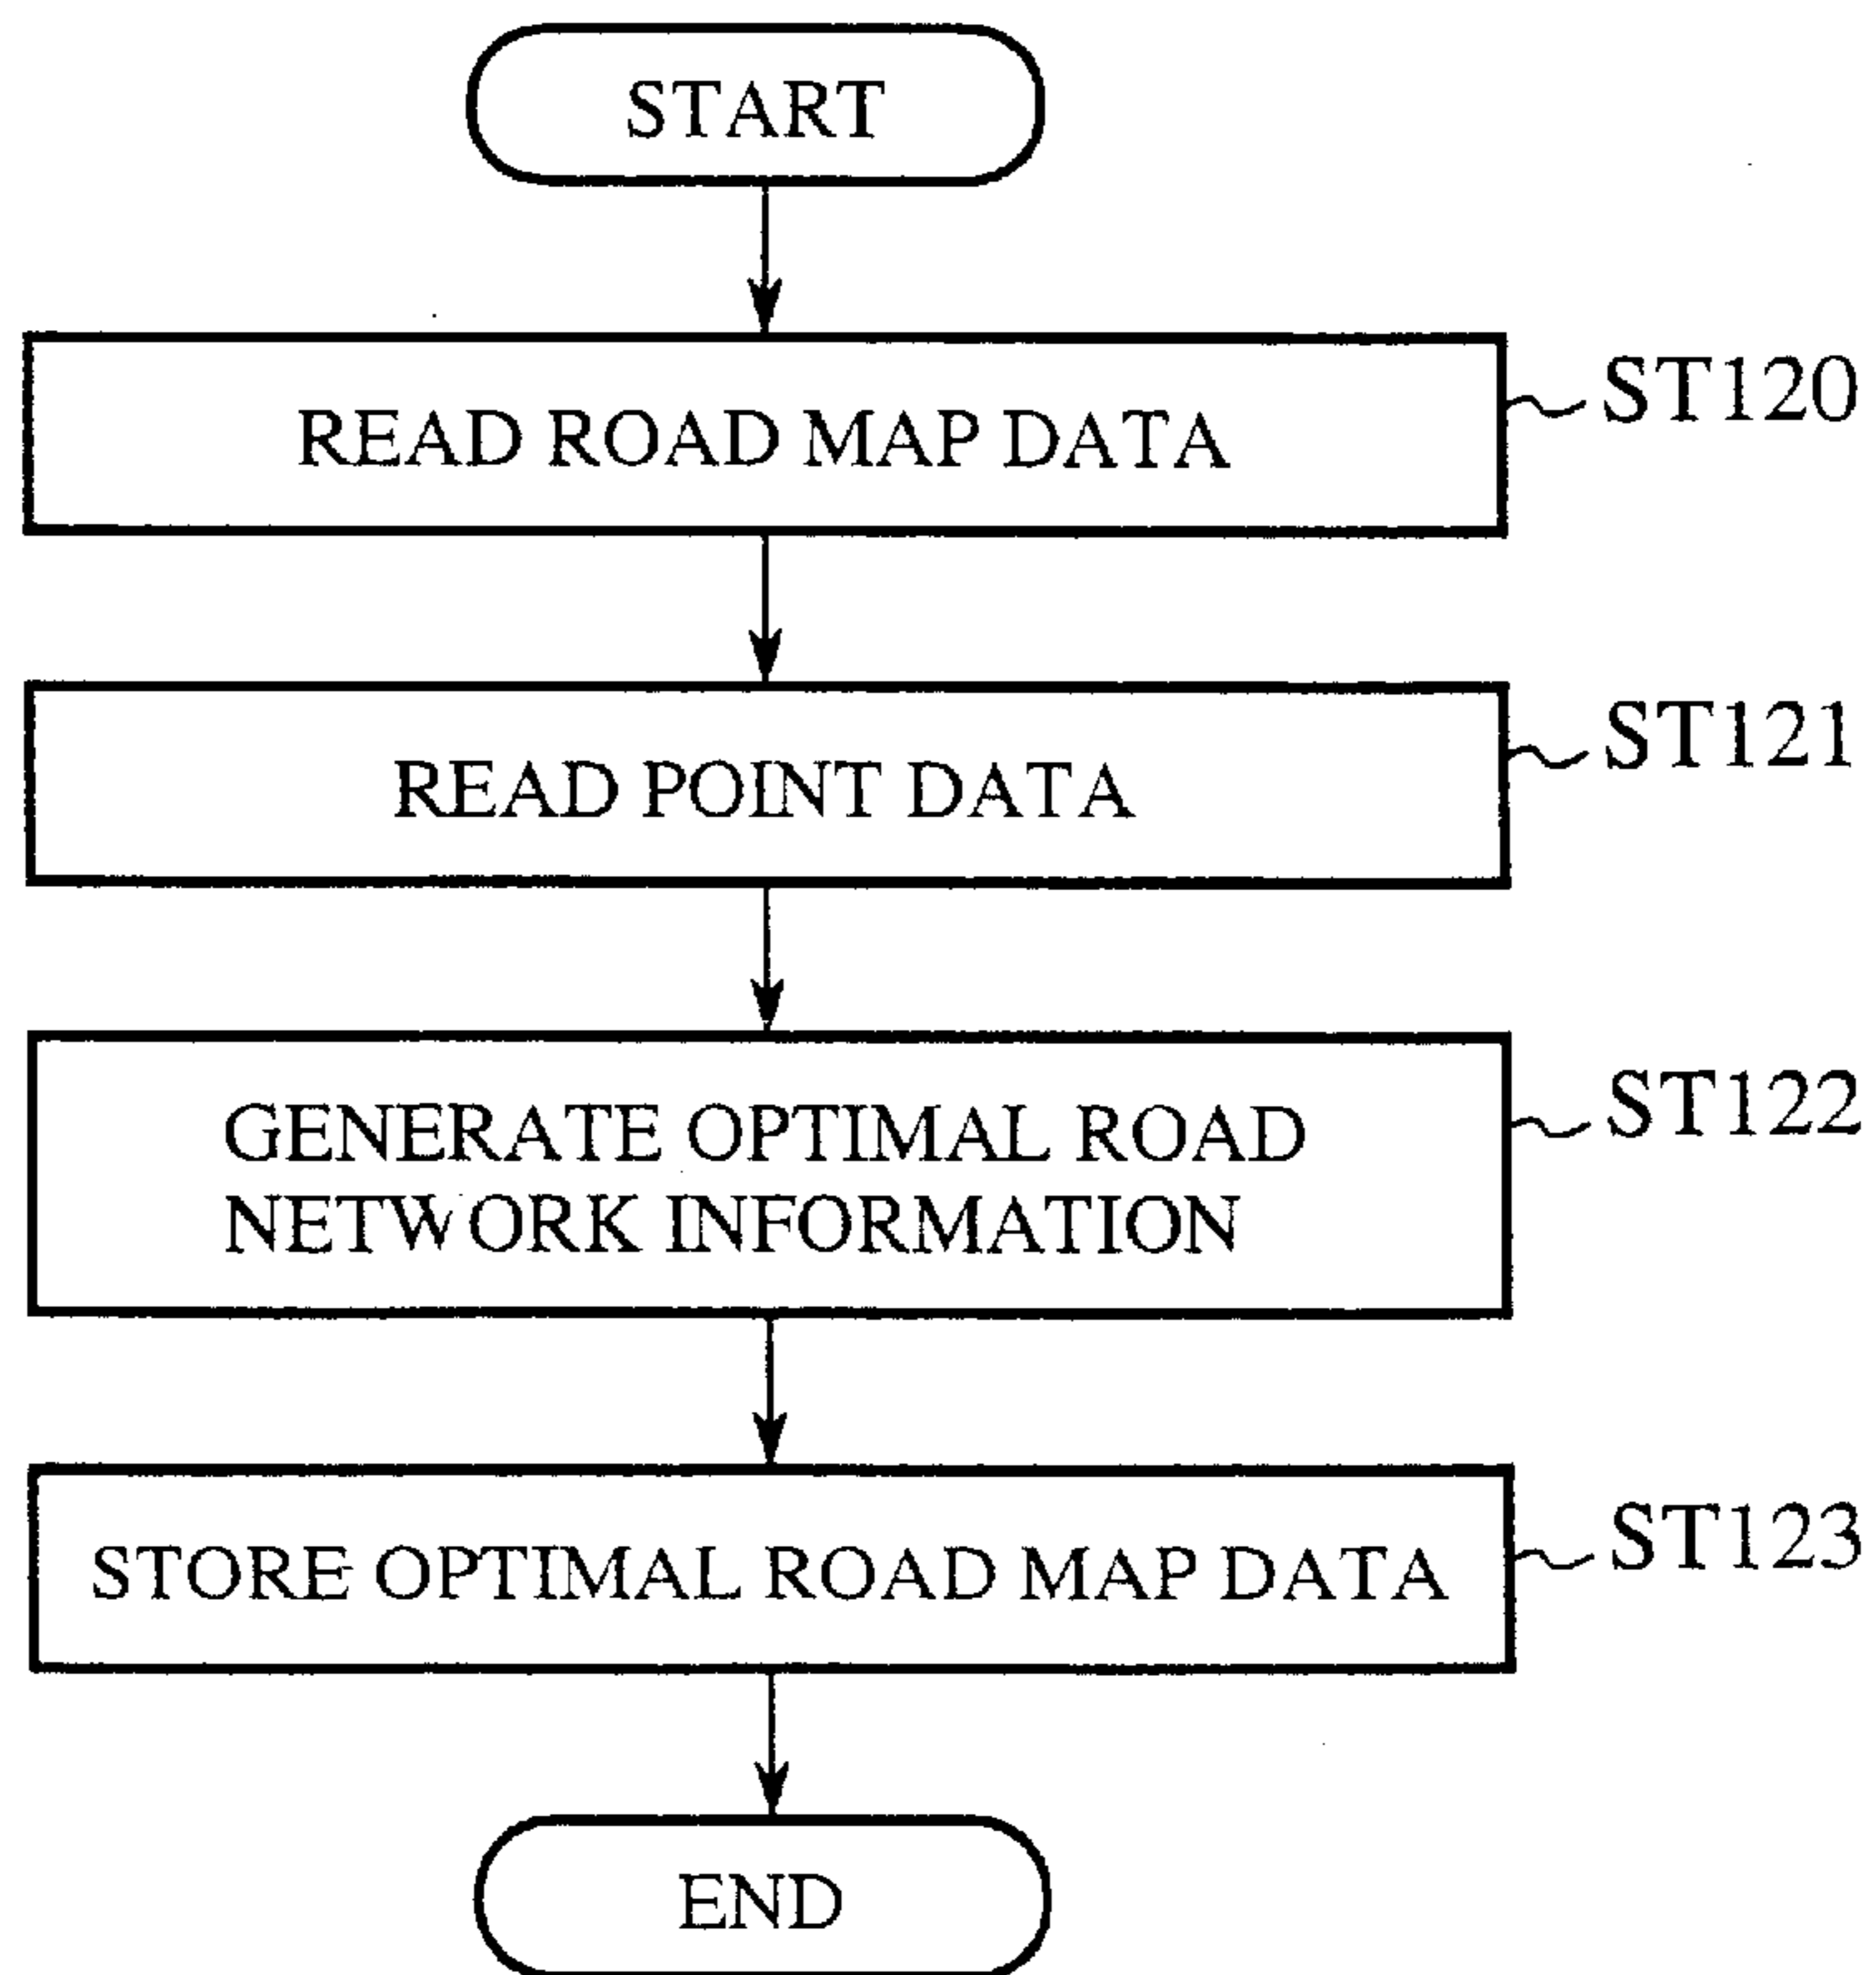 START
READ ROAD MAP DATA
ST120
READ POINT DATA
ST121
GENERATE OPTIMAL ROAD
NETWORK INFORMATION
ST122
STORE OPTIMAL ROAD MAP DATA
ST123
END